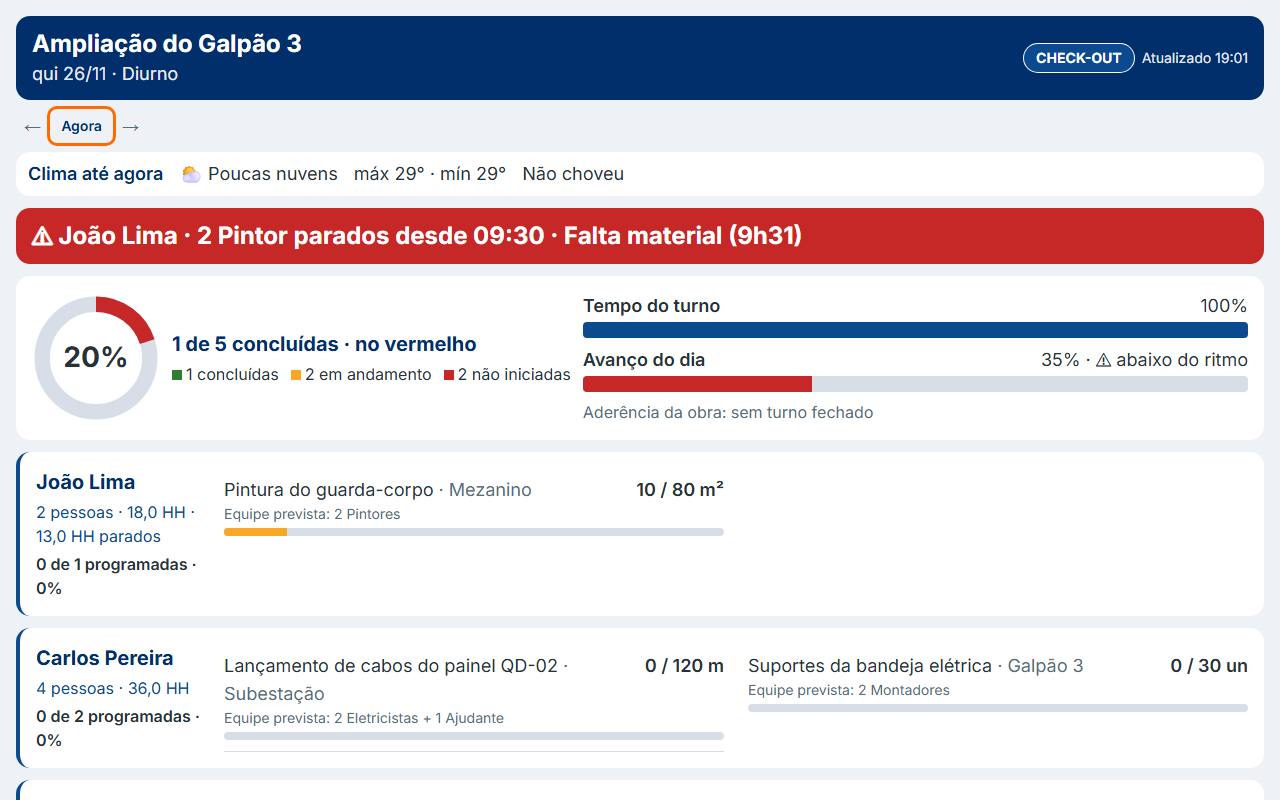 Ampliação do Galpão 3
qui 26/11 · Diurno
CHECK-OUT Atualizado 19:01
← Agora →
Clima até agora Poucas nuvens máx 29° · mín 29° Não choveu
⚠ João Lima · 2 Pintor parados desde 09:30 · Falta material (9h31)
20%
1 de 5 concluídas · no vermelho
1 concluídas 2 em andamento 2 não iniciadas
Tempo do turno 100%
Avanço do dia 35% · ⚠ abaixo do ritmo
Aderência da obra: sem turno fechado
João Lima
2 pessoas · 18,0 HH ·
13,0 HH parados
0 de 1 programadas ·
0%
Pintura do guarda-corpo · Mezanino 10 / 80 m²
Equipe prevista: 2 Pintores
Carlos Pereira
4 pessoas · 36,0 HH
0 de 2 programadas ·
0%
Lançamento de cabos do painel QD-02 · 0 / 120 m
Subestação
Equipe prevista: 2 Eletricistas + 1 Ajudante
Suportes da bandeja elétrica · Galpão 3 0 / 30 un
Equipe prevista: 2 Montadores